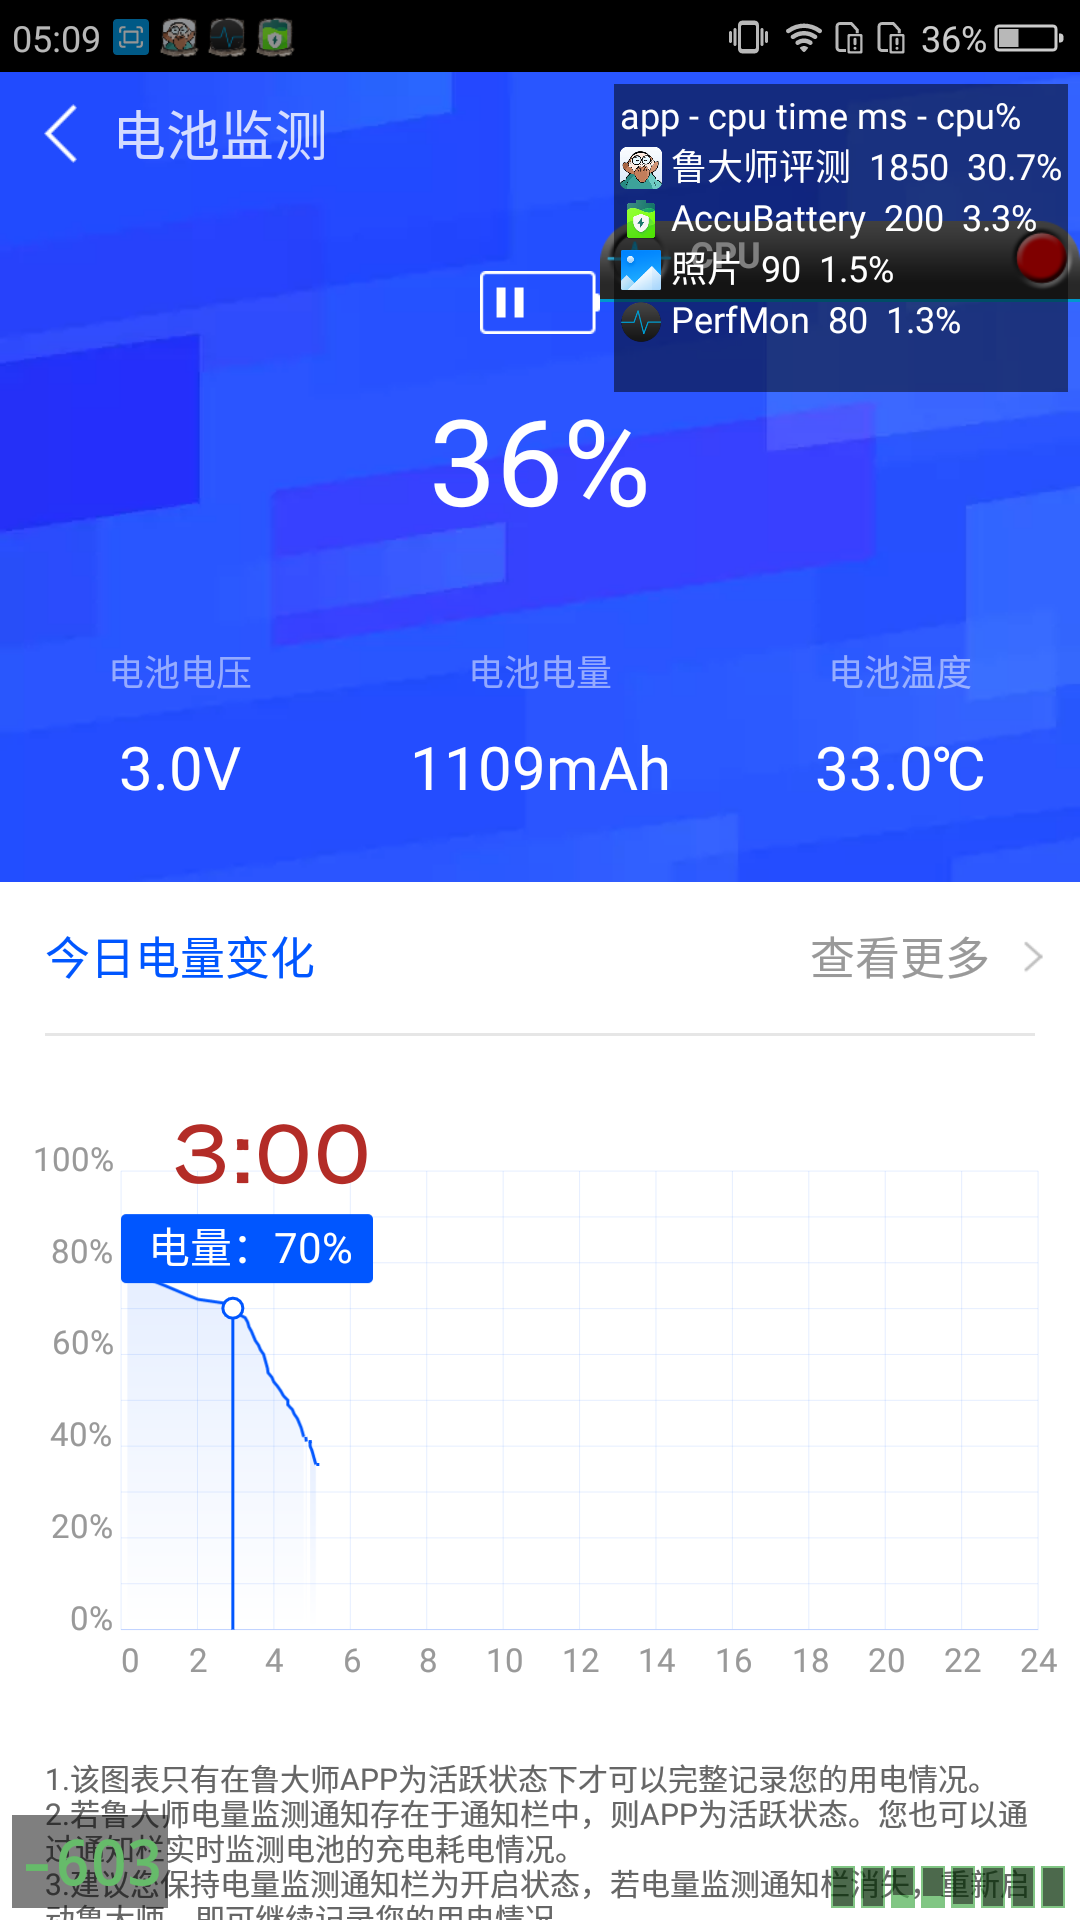 05:09
36%
电池监测
app - cpu time ms - cpu%
鲁大师评测 1850 30.7%
AccuBattery 200 3.3%
CPU
照片 90 1.5%
PerfMon 80 1.3%
36%
电池电压 电池电量 电池温度
3.0V 1109mAh 33.0℃
今日电量变化 查看更多
3:00
100%
电量：70%
80%
60%
40%
20%
0%
0 2 4 6 8 10 12 14 16 18 20 22 24
1.该图表只有在鲁大师APP为活跃状态下才可以完整记录您的用电情况。
2.若鲁大师电量监测通知存在于通知栏中，则APP为活跃状态。您也可以通
过通知栏实时监测电池的充电耗电情况。
-603
3.建议您保持电量监测通知栏为开启状态，若电量监测通知栏消失，重新启
动鲁大师，即可继续记录您的用电情况